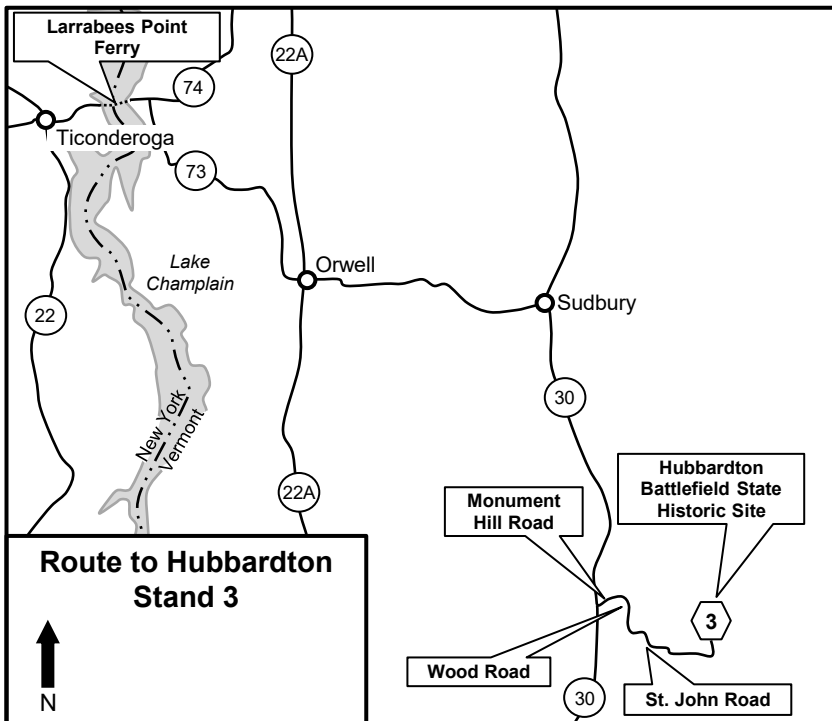 Larrabees Point
Ferry
22A
74
Ticonderoga
73
Lake
Champlain
Orwell
22
Sudbury
30
New York
Vermont
22A
Monument
Hill Road
Hubbardton
Battlefield State
Historic Site
Route to Hubbardton
Stand 3
3
Wood Road
St. John Road
30
N